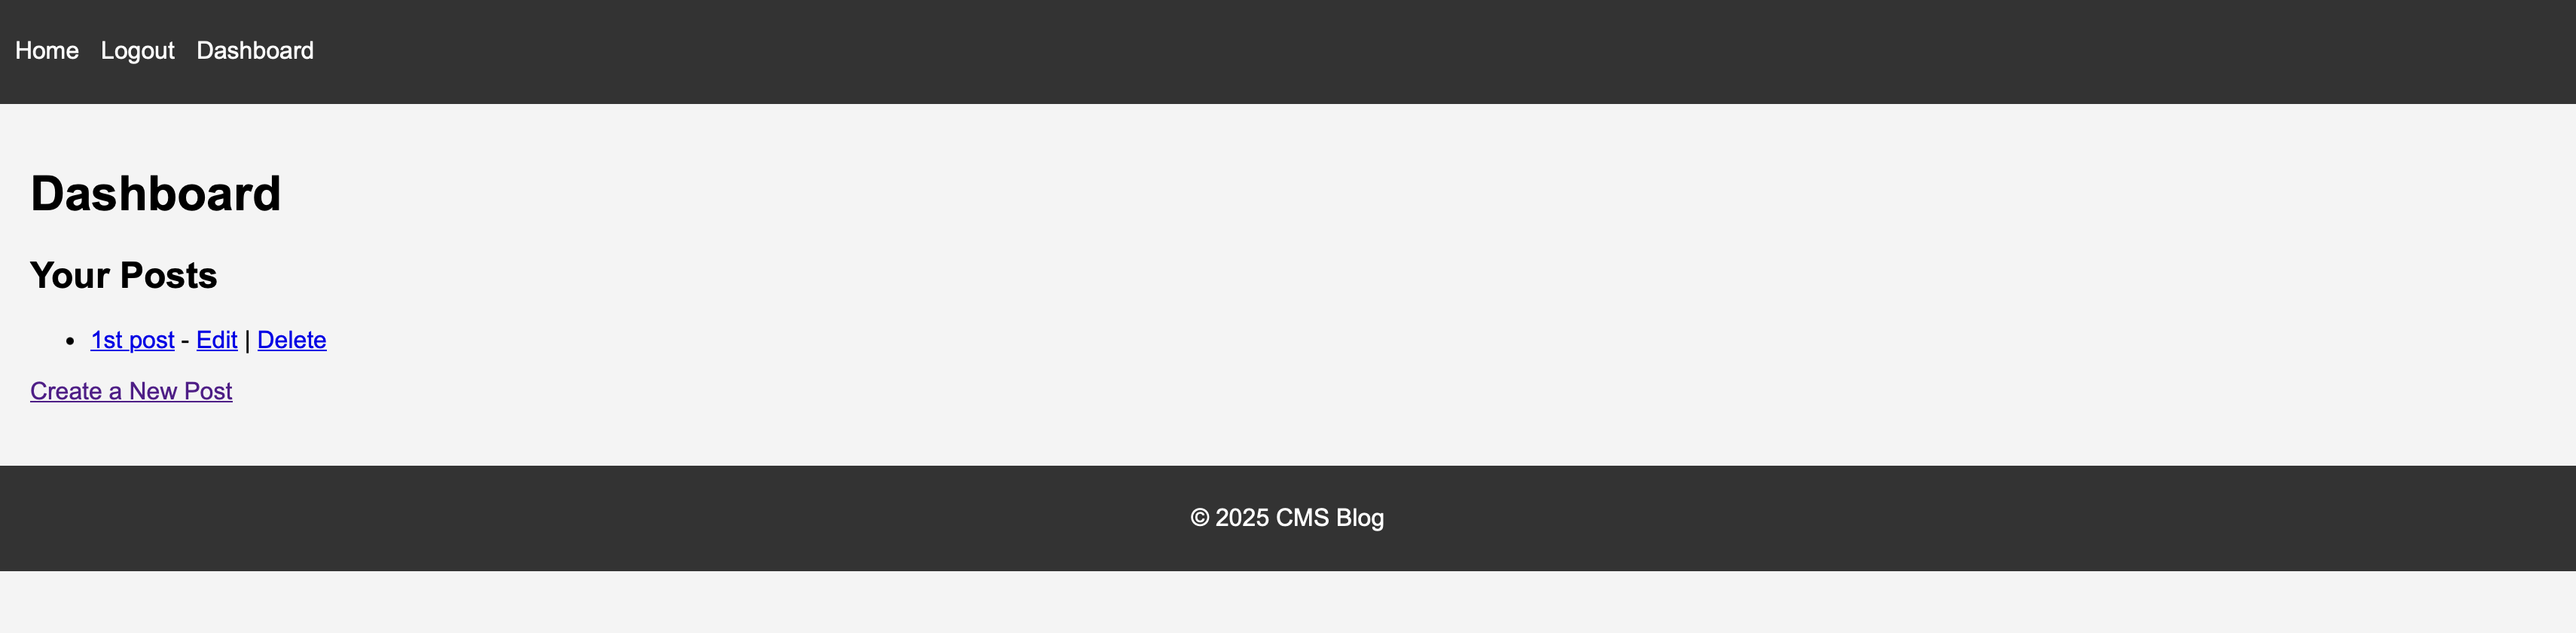 Home Logout Dashboard
Dashboard
Your Posts
• 1st post - Edit | Delete
Create a New Post
© 2025 CMS Blog